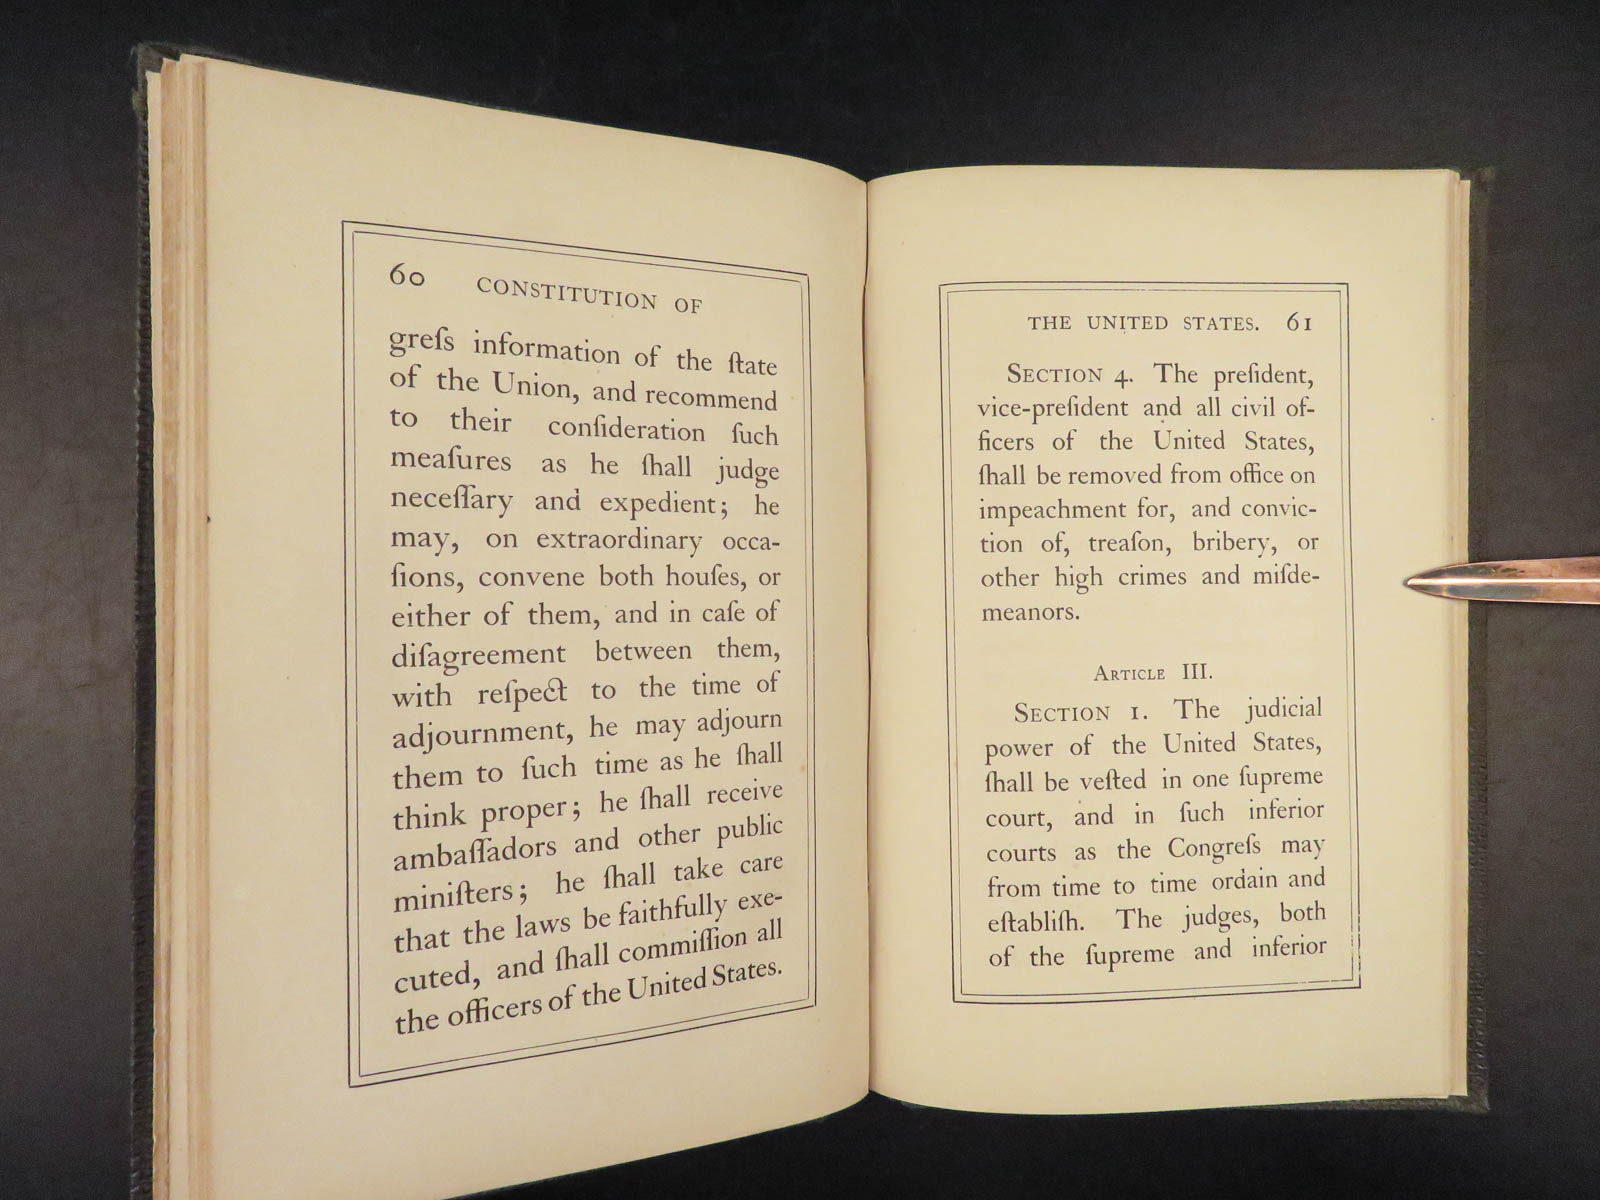 60 CONSTITUTION OF
greſs information of the ſtate
of the Union, and recommend
to their conſideration ſuch
meaſures as he ſhall judge
neceſſary and expedient; he
may, on extraordinary occa-
ſions, convene both houſes, or
either of them, and in caſe of
diſagreement between them,
with reſpect to the time of
adjournment, he may adjourn
them to ſuch time as he ſhall
think proper; he ſhall receive
ambaſſadors and other public
miniſters; he ſhall take care
that the laws be faithfully exe-
cuted, and ſhall commiſſion all
the officers of the United States.
THE UNITED STATES. 61
SECTION 4. The preſident,
vice-preſident and all civil of-
ficers of the United States,
ſhall be removed from office on
impeachment for, and convic-
tion of, treaſon, bribery, or
other high crimes and miſde-
meanors.
ARTICLE III.
SECTION 1. The judicial
power of the United States,
ſhall be veſted in one ſupreme
court, and in ſuch inferior
courts as the Congreſs may
from time to time ordain and
eſtabliſh. The judges, both
of the ſupreme and inferior